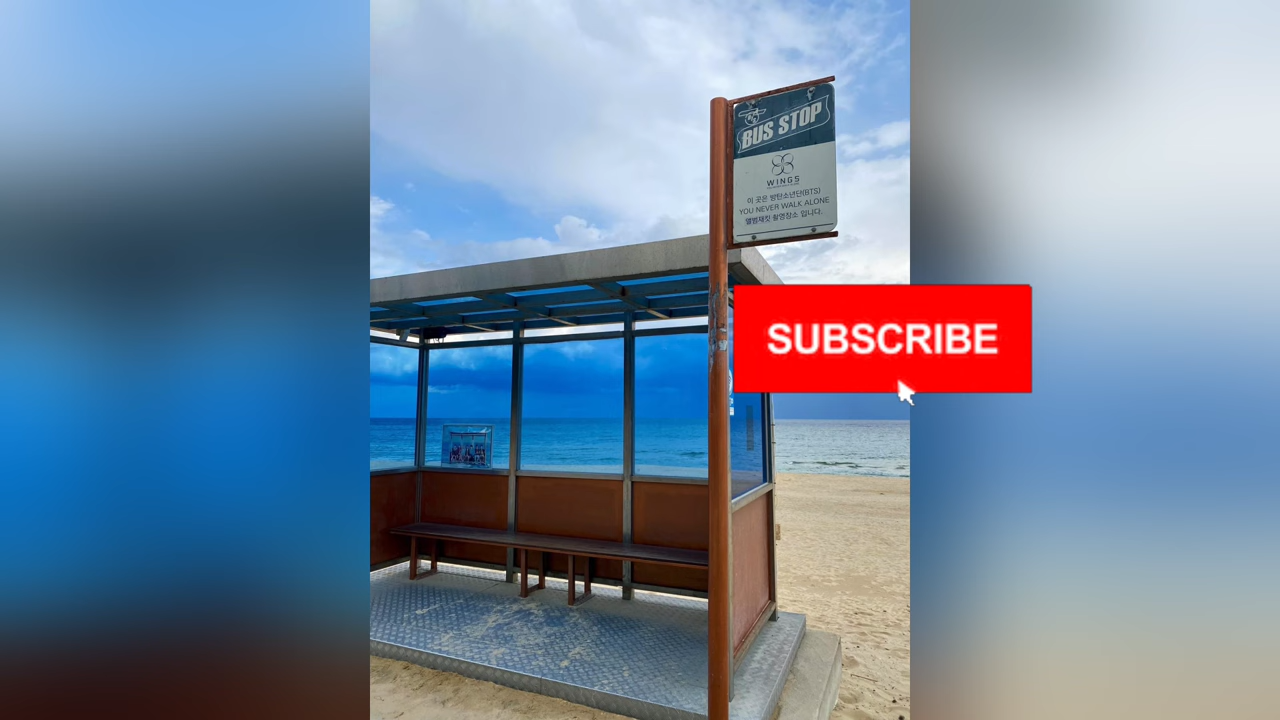 BUS STOP
WINGS
이 곳은 방탄소년단(BTS)
YOU NEVER WALK ALONE
앨범재킷 촬영장소 입니다.
SUBSCRIBE